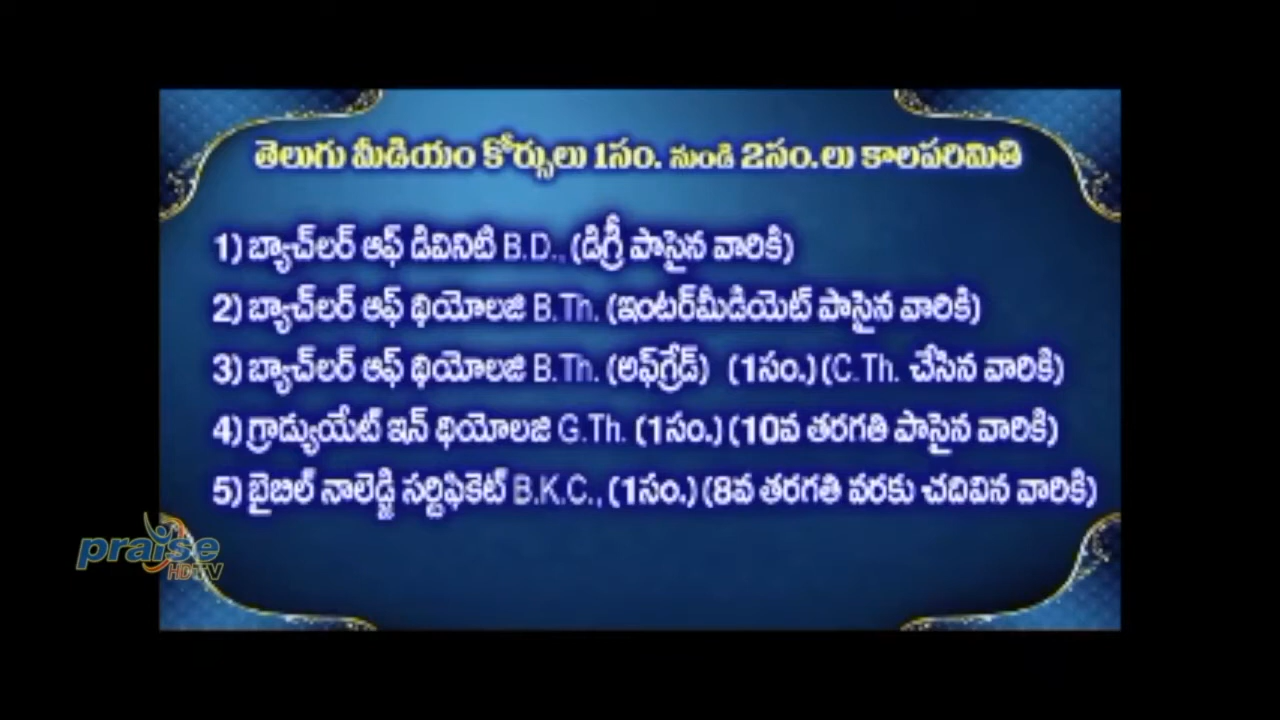 తెలుగు మీడియం కోర్సులు 1సం. నుండి 2సం.లు కాలపరిమితి
1) బ్యాచ్‌లర్ ఆఫ్ డివినిటి B.D., (డిగ్రీ పాసైన వారికి)
2) బ్యాచ్‌లర్ ఆఫ్ థియోలజి B.Th. (ఇంటర్‌మీడియెట్ పాసైన వారికి)
3) బ్యాచ్‌లర్ ఆఫ్ థియోలజి B.Th. (అఫ్‌గ్రేడ్) (1సం.) (C.Th. చేసిన వారికి)
4) గ్రాడ్యుయేట్ ఇన్ థియోలజి G.Th. (1సం.) (10వ తరగతి పాసైన వారికి)
5) బైబిల్ నాలెడ్జి సర్టిఫికెట్ B.K.C., (1సం.) (8వ తరగతి వరకు చదివిన వారికి)
praise
HDTV